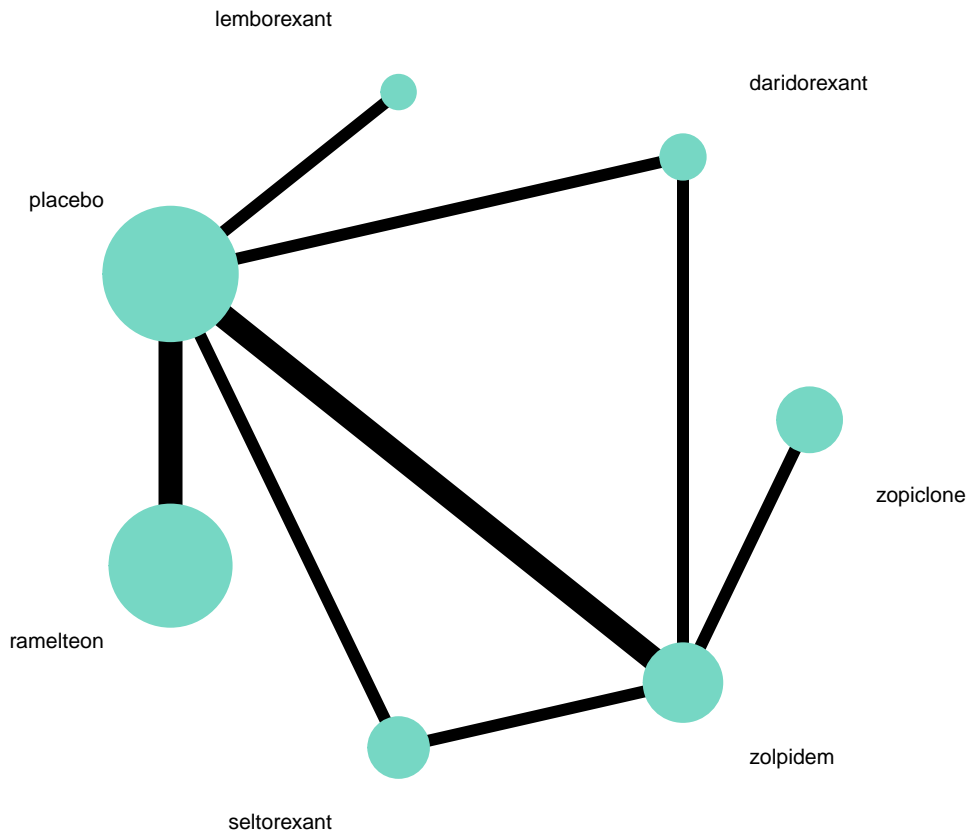 lemborexant
daridorexant
placebo
zopiclone
ramelteon
zolpidem
seltorexant